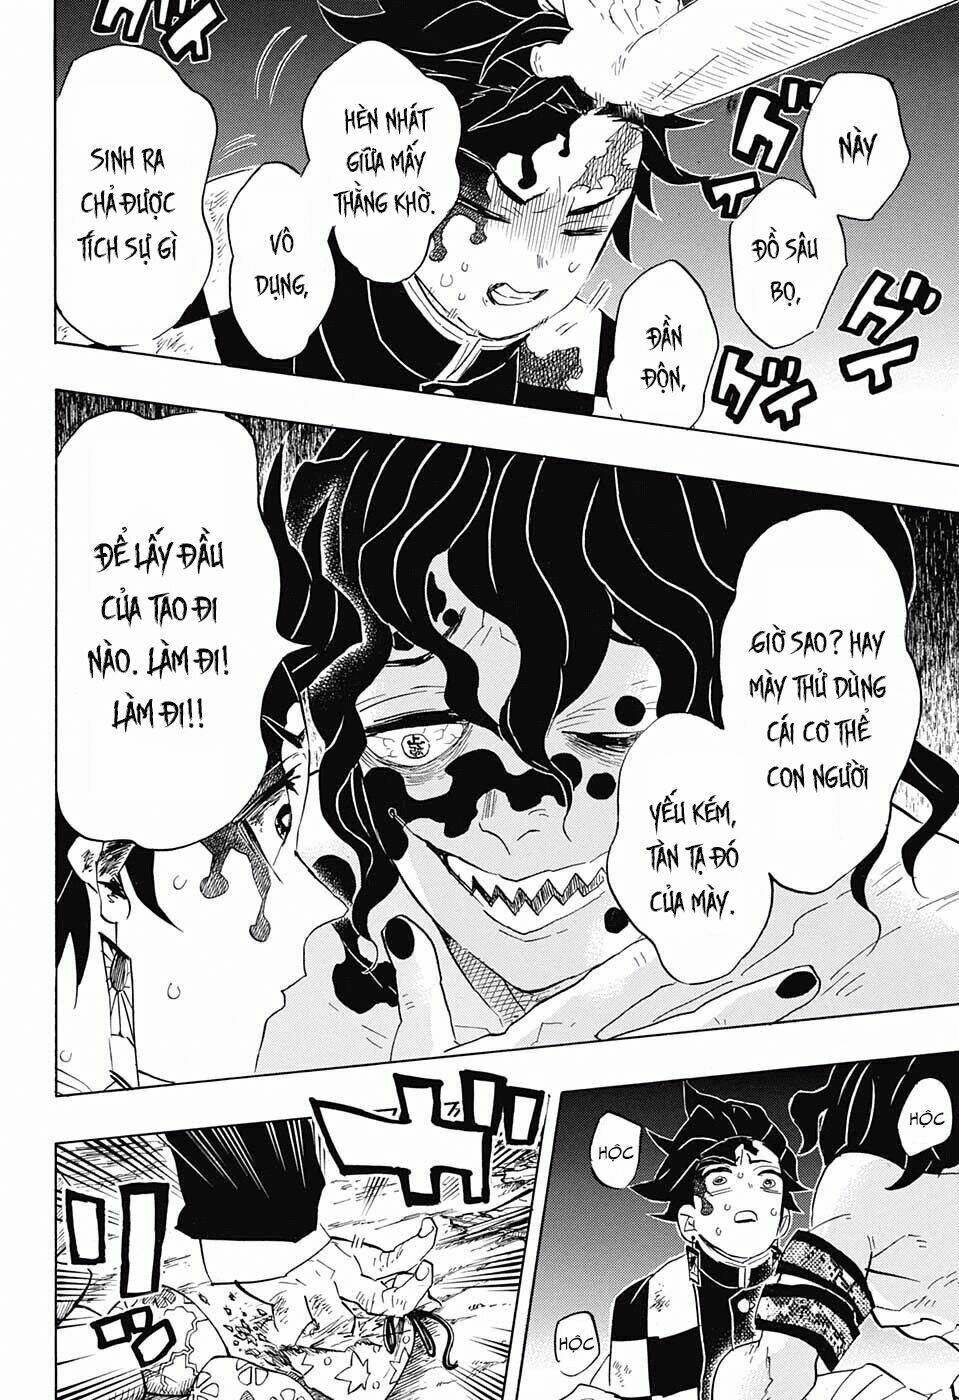 NÀY
ĐỒ SÂU
BỌ,
ĐẦN
ĐỘN,
HÈN NHÁT
GIỮA MẤY
THẰNG KHỜ.
VÔ
DỤNG,
SINH RA
CHẢ ĐƯỢC
TÍCH SỰ GÌ
GIỜ SAO? HAY
MÀY THỬ DÙNG
CÁI CƠ THỂ
CON NGƯỜI
YẾU KÉM,
TÀN TẠ ĐÓ
CỦA MÀY.
ĐỂ LẤY ĐẦU
CỦA TAO ĐI
NÀO. LÀM ĐI!
LÀM ĐI!!
HỘC
HỘC
HỘC